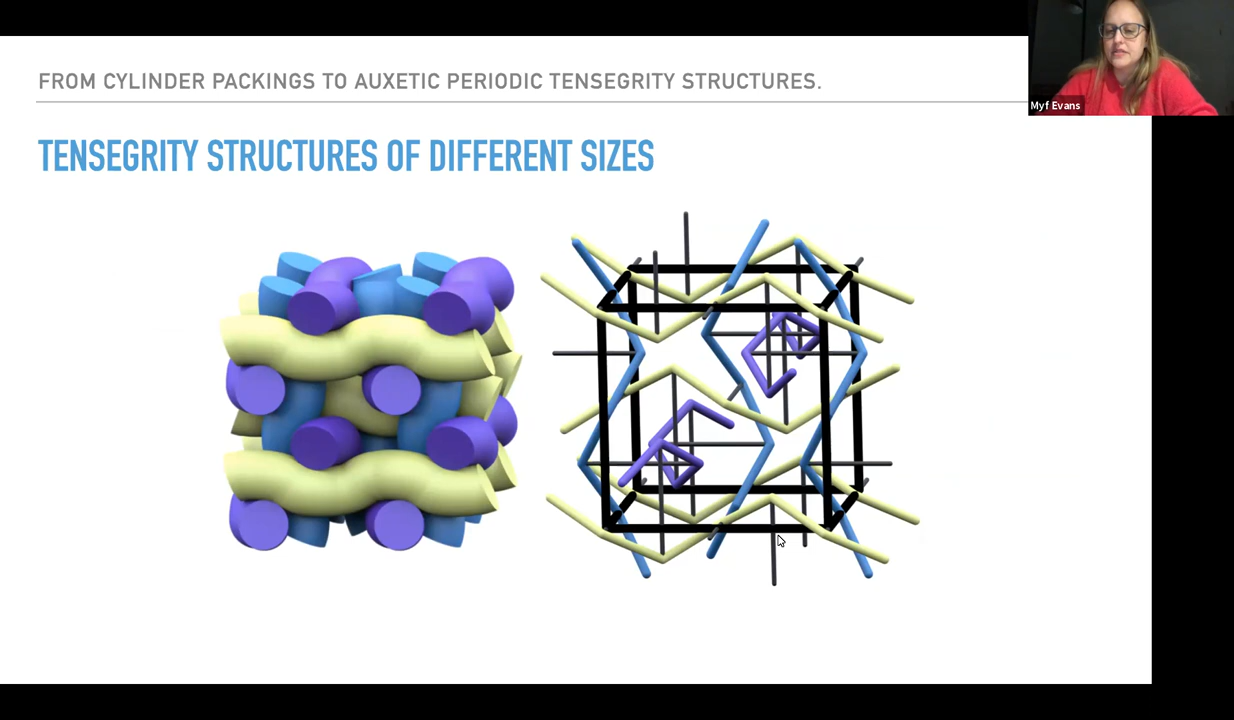 FROM CYLINDER PACKINGS TO AUXETIC PERIODIC TENSEGRITY STRUCTURES.
Myf Evans
TENSEGRITY STRUCTURES OF DIFFERENT SIZES